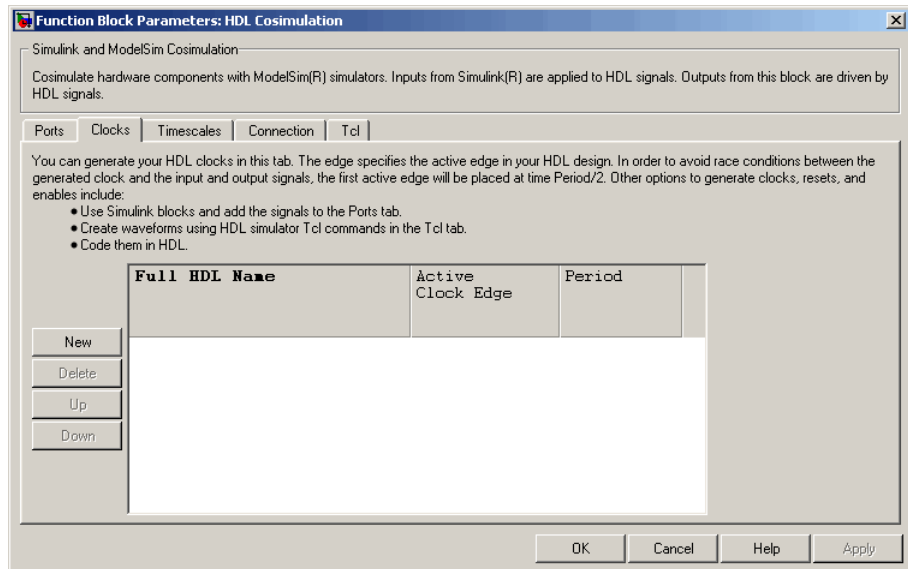 Function Block Parameters: HDL Cosimulation
Simulink and ModelSim Cosimulation
Cosimulate hardware components with ModelSim(R) simulators. Inputs from Simulink(R) are applied to HDL signals. Outputs from this block are driven by
HDL signals.
Ports Clocks Timescales Connection Tcl
You can generate your HDL clocks in this tab. The edge specifies the active edge in your HDL design. In order to avoid race conditions between the
generated clock and the input and output signals, the first active edge will be placed at time Period/2. Other options to generate clocks, resets, and
enables include:
● Use Simulink blocks and add the signals to the Ports tab.
● Create waveforms using HDL simulator Tcl commands in the Tcl tab.
● Code them in HDL.
Full HDL Name Active Period
Clock Edge
New
Delete
Up
Down
OK Cancel Help Apply